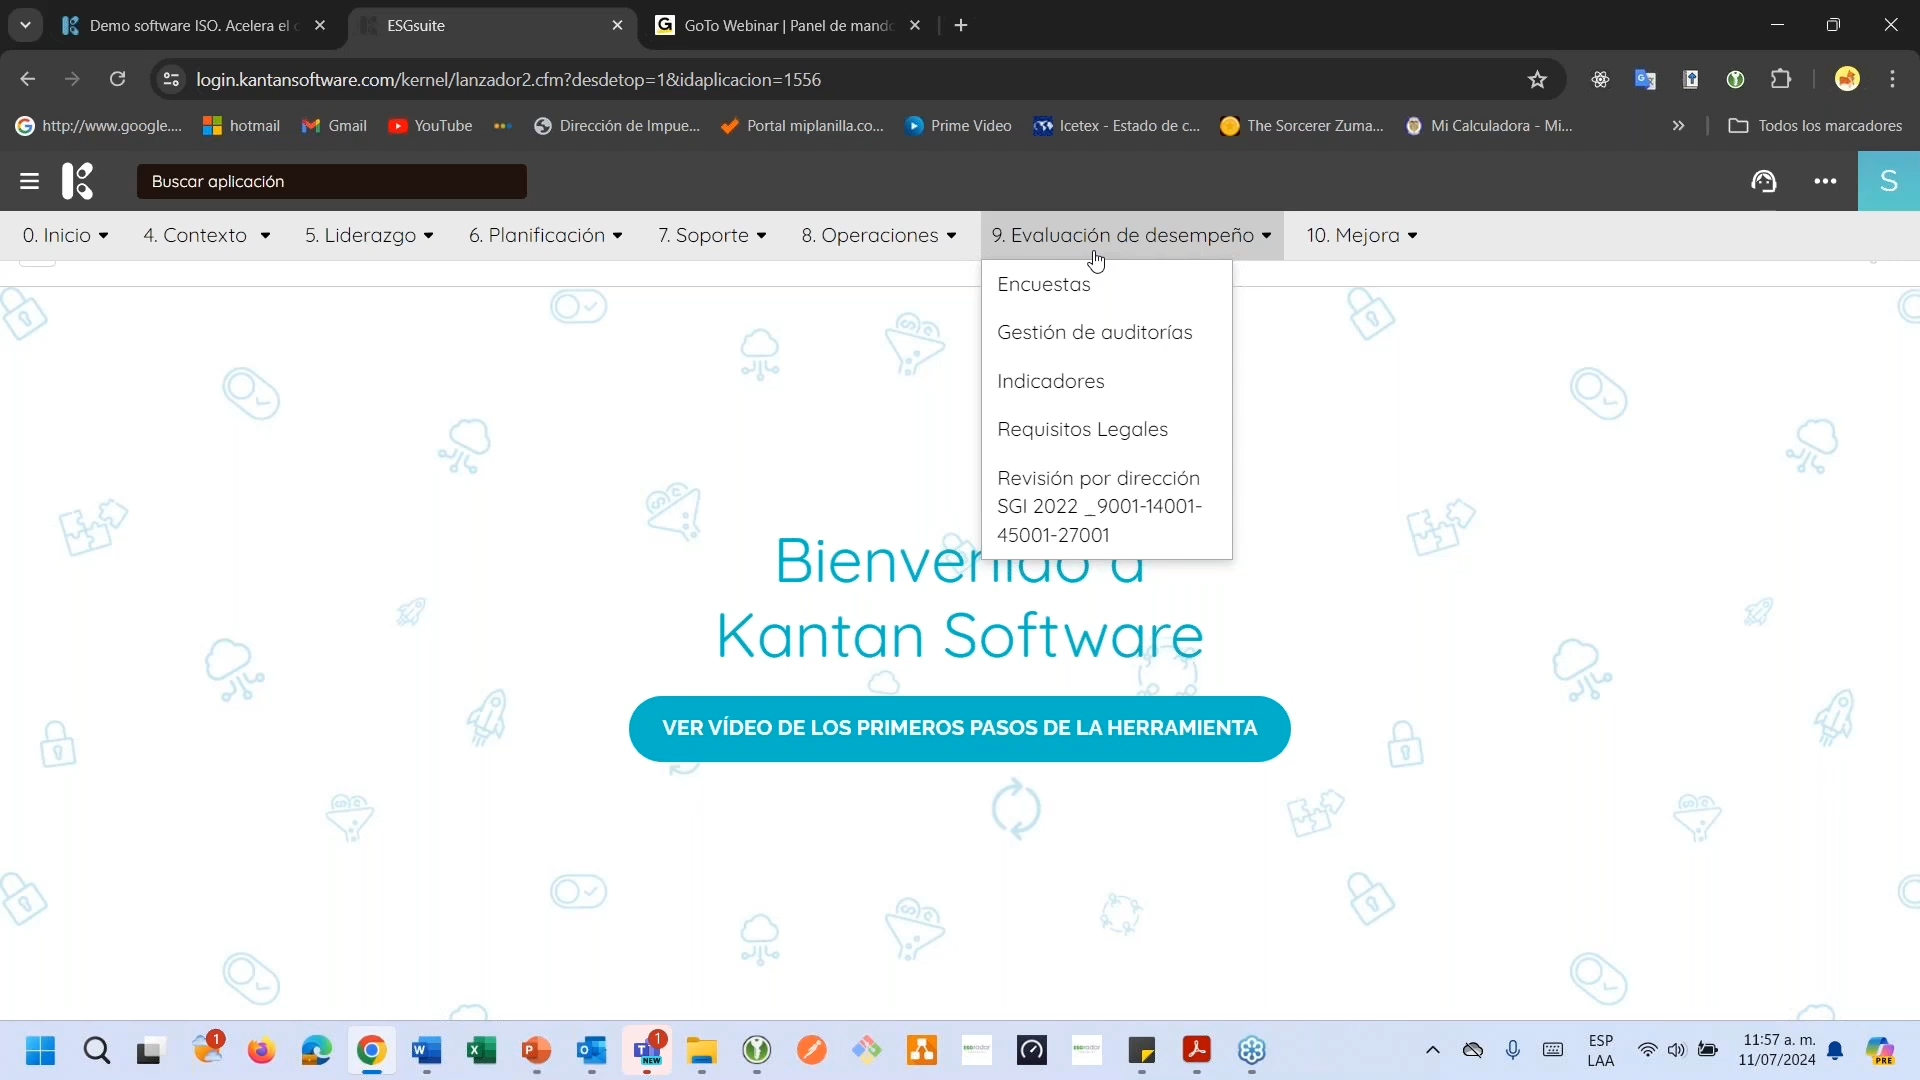 Demo software ISO. Acelera el c
ESGsuite
GoTo Webinar | Panel de mando
login.kantansoftware.com/kernel/lanzador2.cfm?desdetop=1&idaplicacion=1556
http://www.google....
hotmail
Gmail
YouTube
Dirección de Impue...
Portal miplanilla.co...
Prime Video
Icetex - Estado de c...
The Sorcerer Zuma...
Mi Calculadora - Mi...
Todos los marcadores
Buscar aplicación
S
0. Inicio
4. Contexto
5. Liderazgo
6. Planificación
7. Soporte
8. Operaciones
9. Evaluación de desempeño
10. Mejora
Encuestas
Gestión de auditorías
Indicadores
Requisitos Legales
Revisión por dirección
SGI 2022 _9001-14001-
45001-27001
Bienvenido a
Kantan Software
VER VÍDEO DE LOS PRIMEROS PASOS DE LA HERRAMIENTA
1
1
NEW
ESP
LAA
11:57 a. m.
11/07/2024
PRE